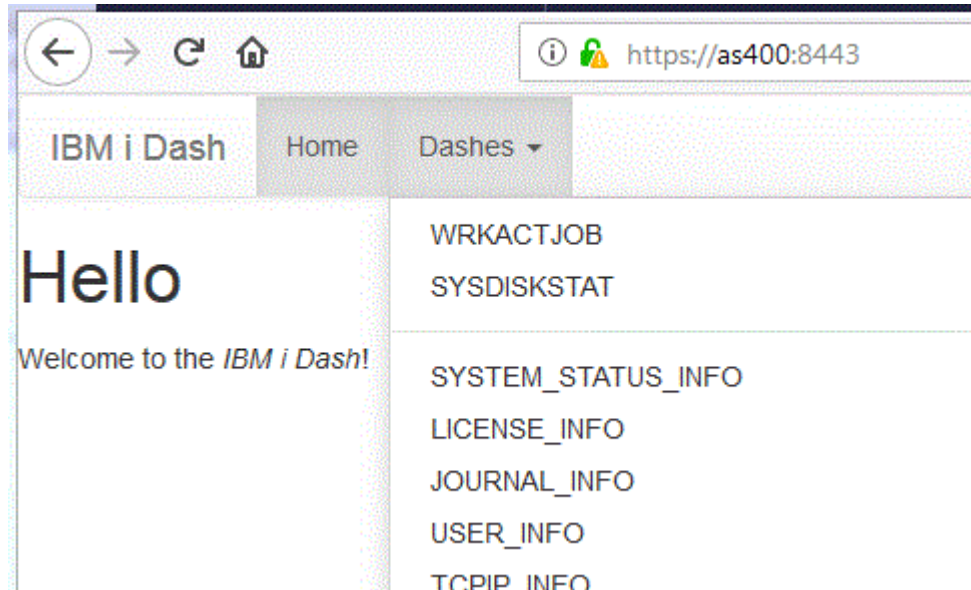 https://as400:8443
IBM i Dash Home Dashes
WRKACTJOB
Hello
SYSDISKSTAT
Welcome to the IBM i Dash!
SYSTEM_STATUS_INFO
LICENSE_INFO
JOURNAL_INFO
USER_INFO
TCPIP_INFO